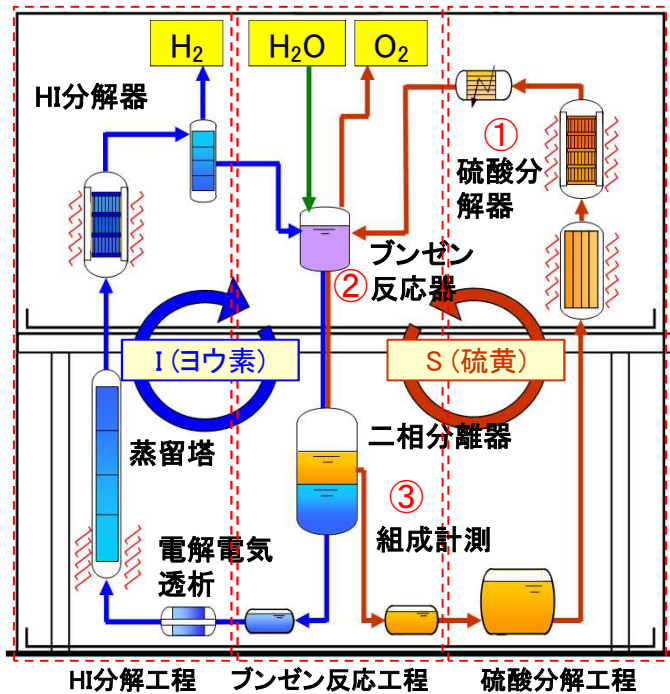 H₂
H₂O
O₂
HI分解器
①
硫酸分
解器
ブンゼン
②
反応器
I(ヨウ素)
S(硫黄)
蒸留塔
二相分離器
③
組成計測
電解電気
透析
HI分解工程
ブンゼン反応工程
硫酸分解工程